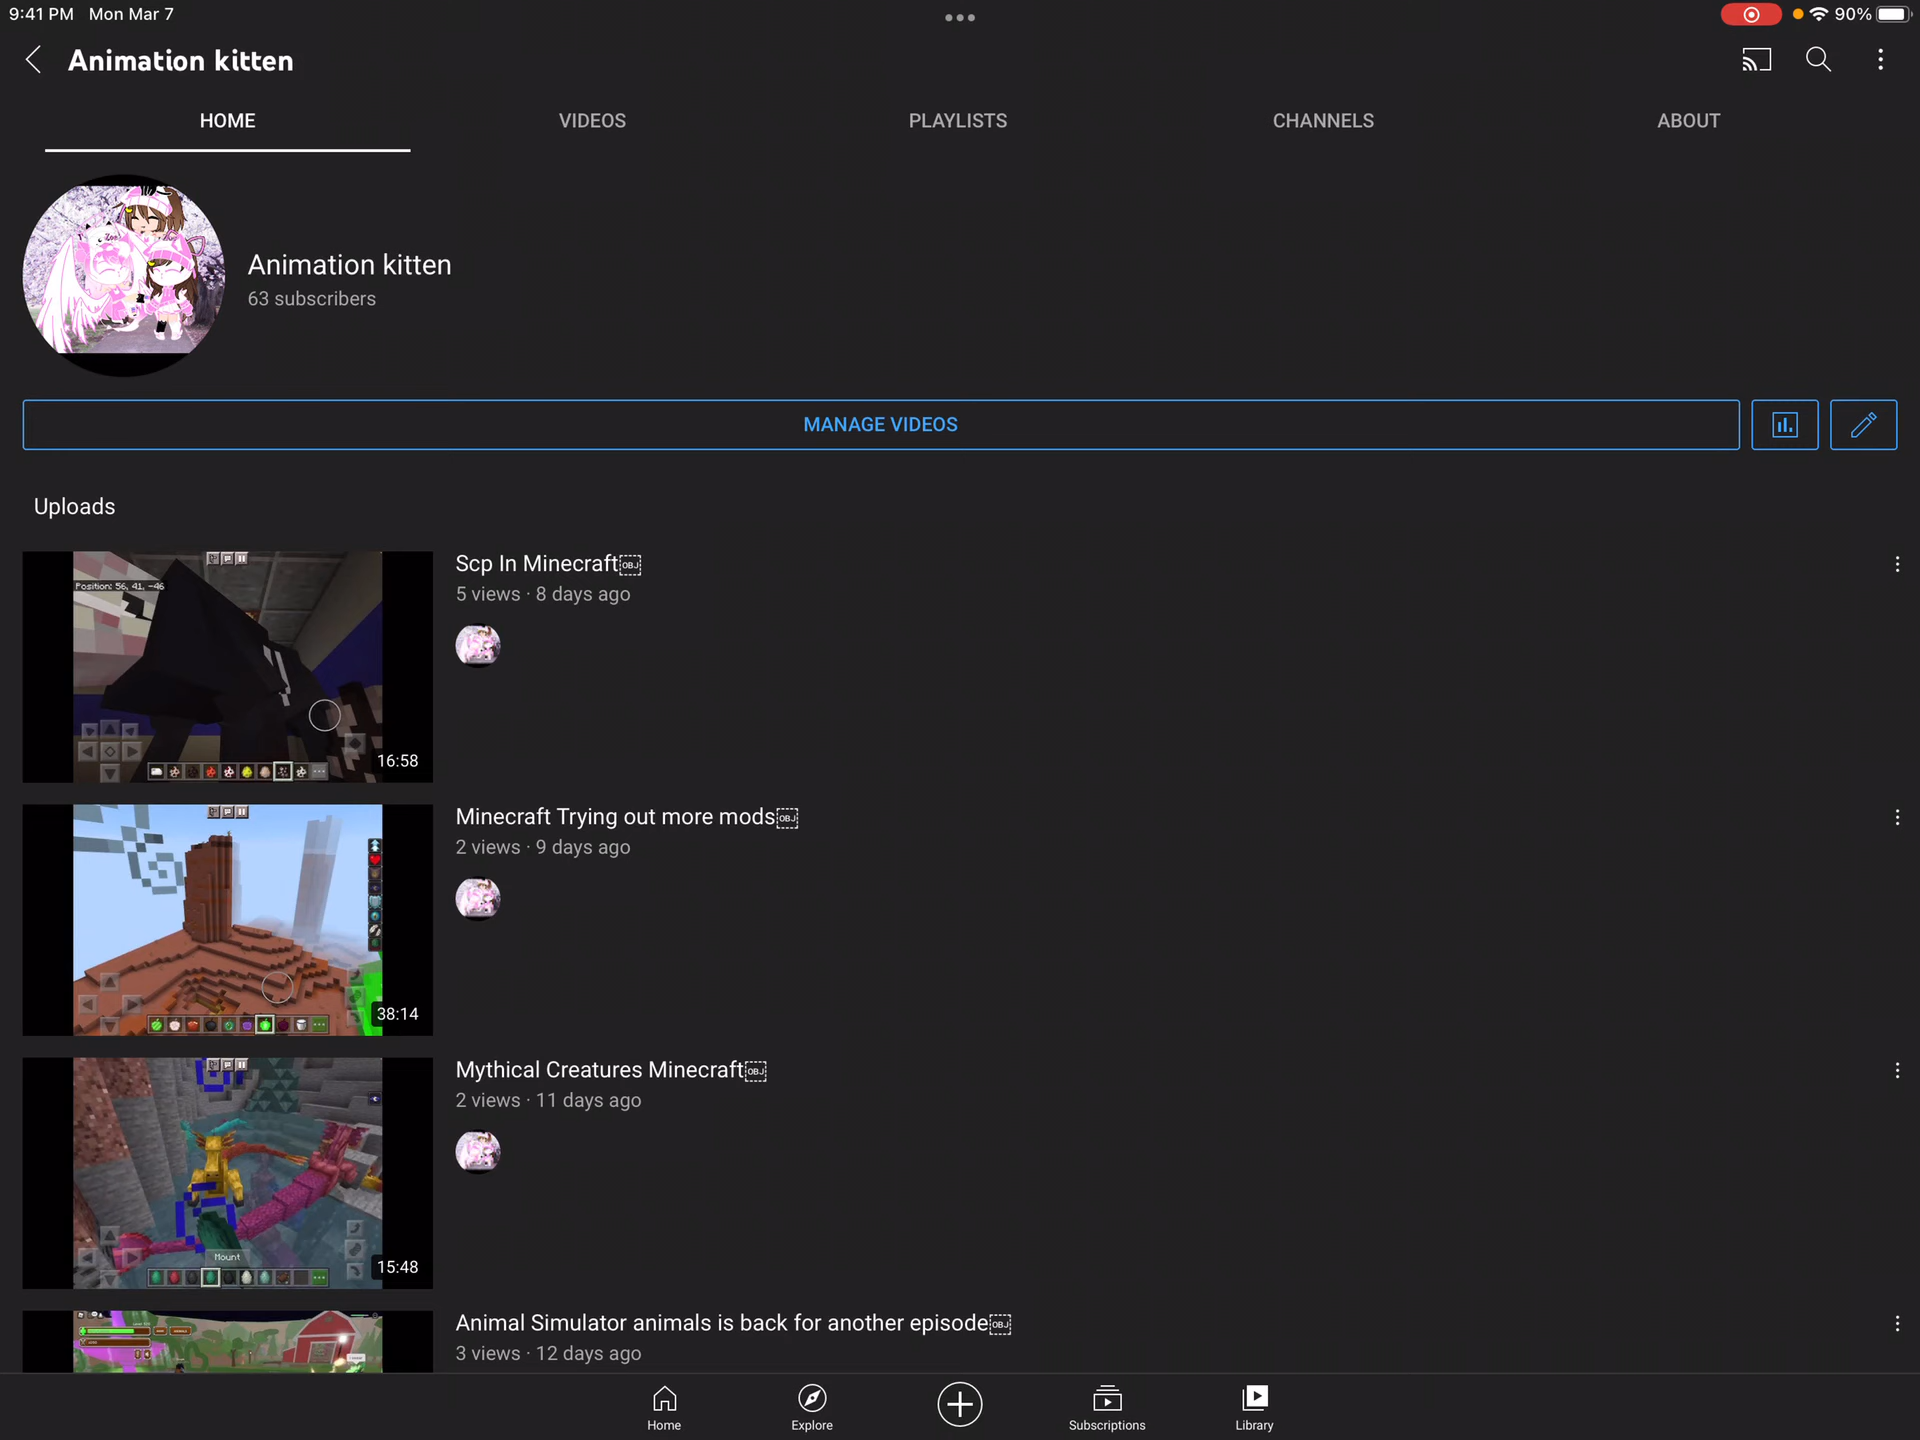 9:41 PM Mon Mar 7
90%
Animation kitten
HOME VIDEOS PLAYLISTS CHANNELS ABOUT
Animation kitten
63 subscribers
MANAGE VIDEOS
Uploads
Position: 56, 41, -46
16:58
Scp In Minecraft￼
5 views · 8 days ago
38:14
Minecraft Trying out more mods￼
2 views · 9 days ago
Mount
15:48
Mythical Creatures Minecraft￼
2 views · 11 days ago
Animal Simulator animals is back for another episode￼
3 views · 12 days ago
Home Explore Subscriptions Library